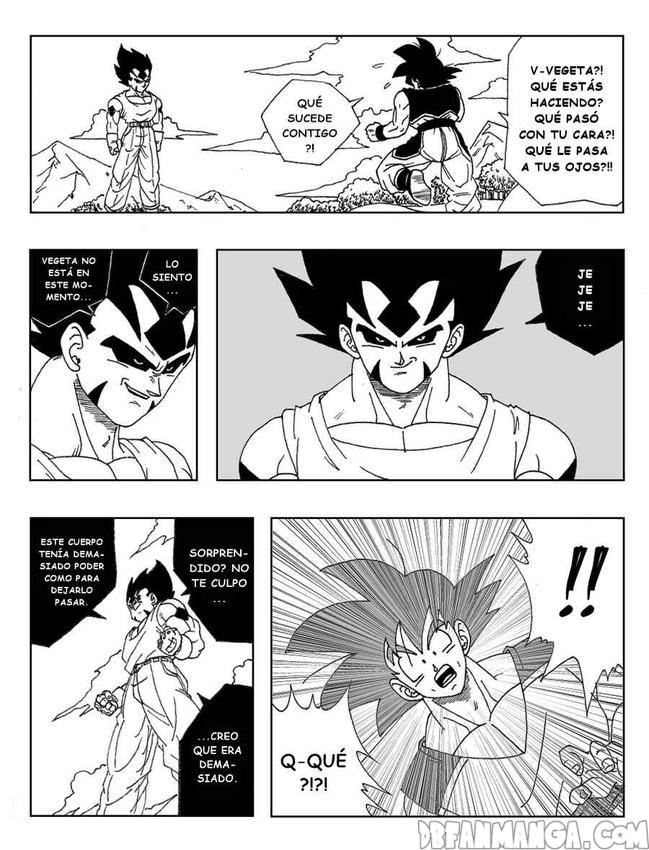 V-VEGETA?!
QUÉ ESTÁS
HACIENDO?
QUÉ PASÓ
CON TU CARA?!
QUÉ LE PASA
A TUS OJOS?!!
QUÉ
SUCEDE
CONTIGO
?!
JE
JE
JE
...
LO
SIENTO
...
VEGETA NO
ESTÁ EN
ESTE MO-
MENTO...
!!
Q-QUÉ
?!?!
SORPREN-
DIDO? NO
TE CULPO
...
ESTE CUERPO
TENÍA DEMA-
SIADO PODER
COMO PARA
DEJARLO
PASAR.
...CREO
QUE ERA
DEMA-
SIADO.
DBFANMANGA.COM